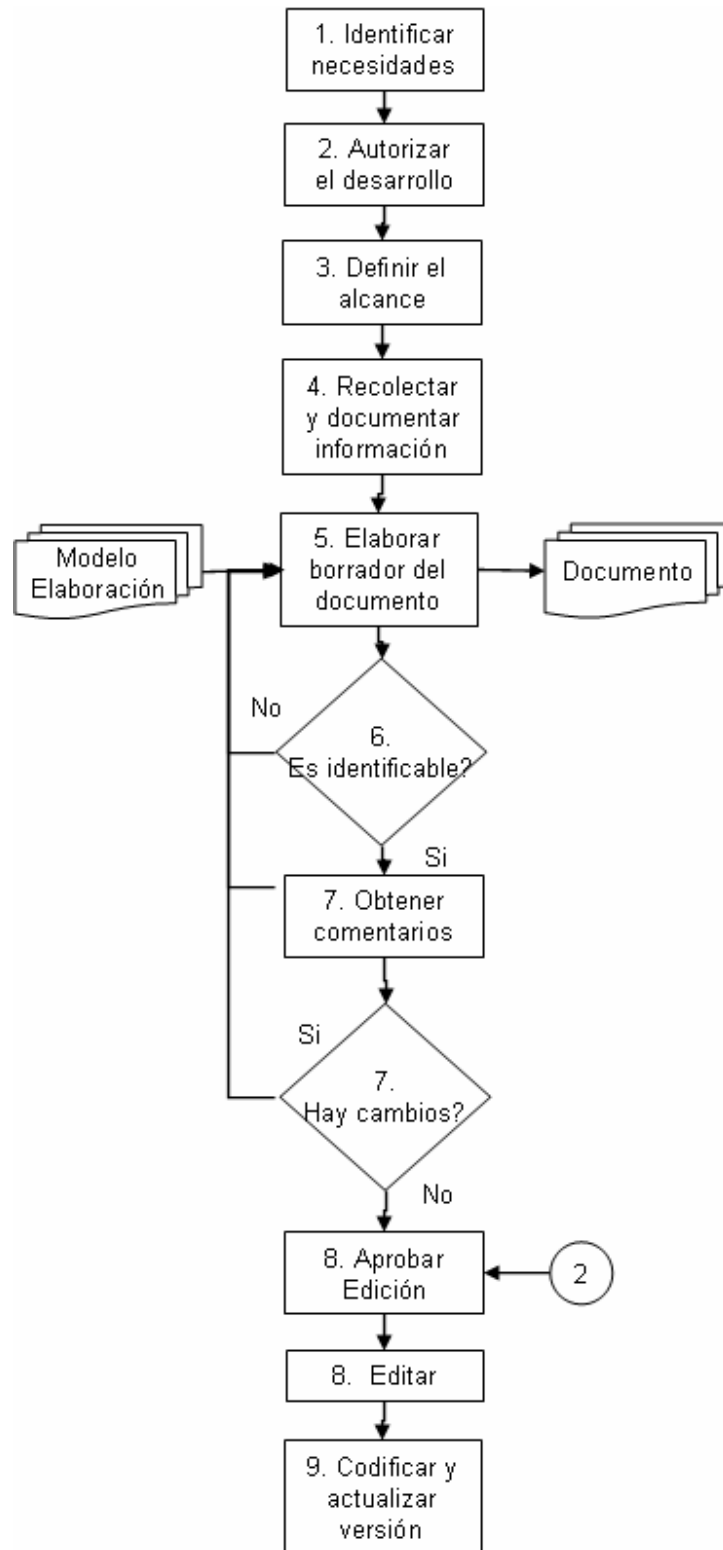 1. Identificar
necesidades
2. Autorizar
el desarrollo
3. Definir el
alcance
4. Recolectar
y documentar
información
Modelo
Elaboración
5. Elaborar
borrador del
documento
Documento
No
6.
Es identificable?
Si
7. Obtener
comentarios
Si
7.
Hay cambios?
No
8. Aprobar
Edición
2
8. Editar
9. Codificar y
actualizar
versión